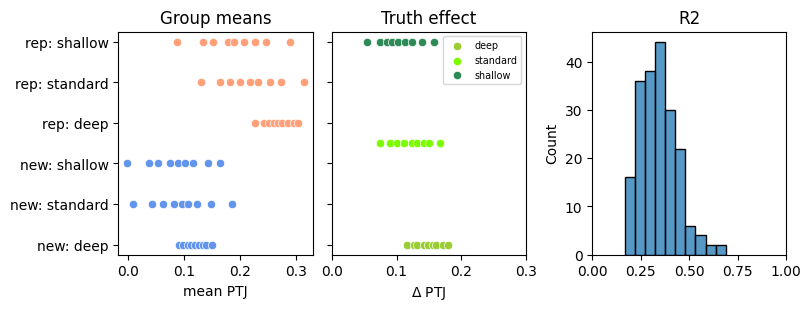 Group means
Truth effect
R2
rep: shallow
rep: standard
rep: deep
new: shallow
new: standard
new: deep
0.0 0.1 0.2 0.3
mean PTJ
deep
standard
shallow
0.0 0.1 0.2 0.3
Δ PTJ
Count
40
30
20
10
0
0.00 0.25 0.50 0.75 1.00